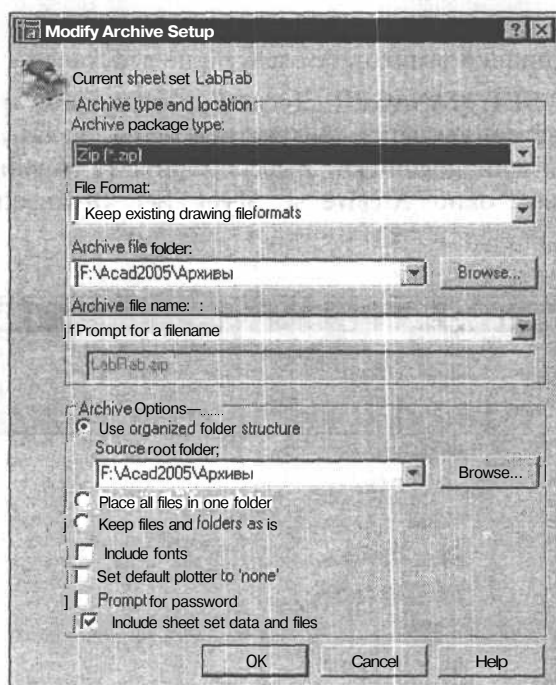 Modify Archive Setup
Current sheet set LabRab
Archive type and location
Archive package type:
Zip (*.zip)
File Format:
Keep existing drawing file formats
Archive file folder:
F:\Acad2005\Архивы
Browse...
Archive file name: :
Prompt for a filename
LabRab.zip
Archive Options
Use organized folder structure
Source root folder;
F:\Acad2005\Архивы
Browse...
Place all files in one folder
Keep files and folders as is
Include fonts
Set default plotter to 'none'
Prompt for password
Include sheet set data and files
OK
Cancel
Help